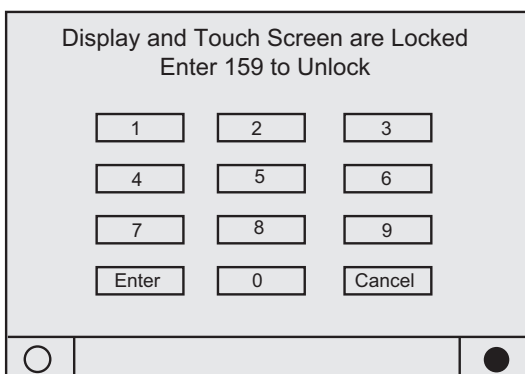 Display and Touch Screen are Locked
Enter 159 to Unlock
1 2 3
4 5 6
7 8 9
Enter 0 Cancel